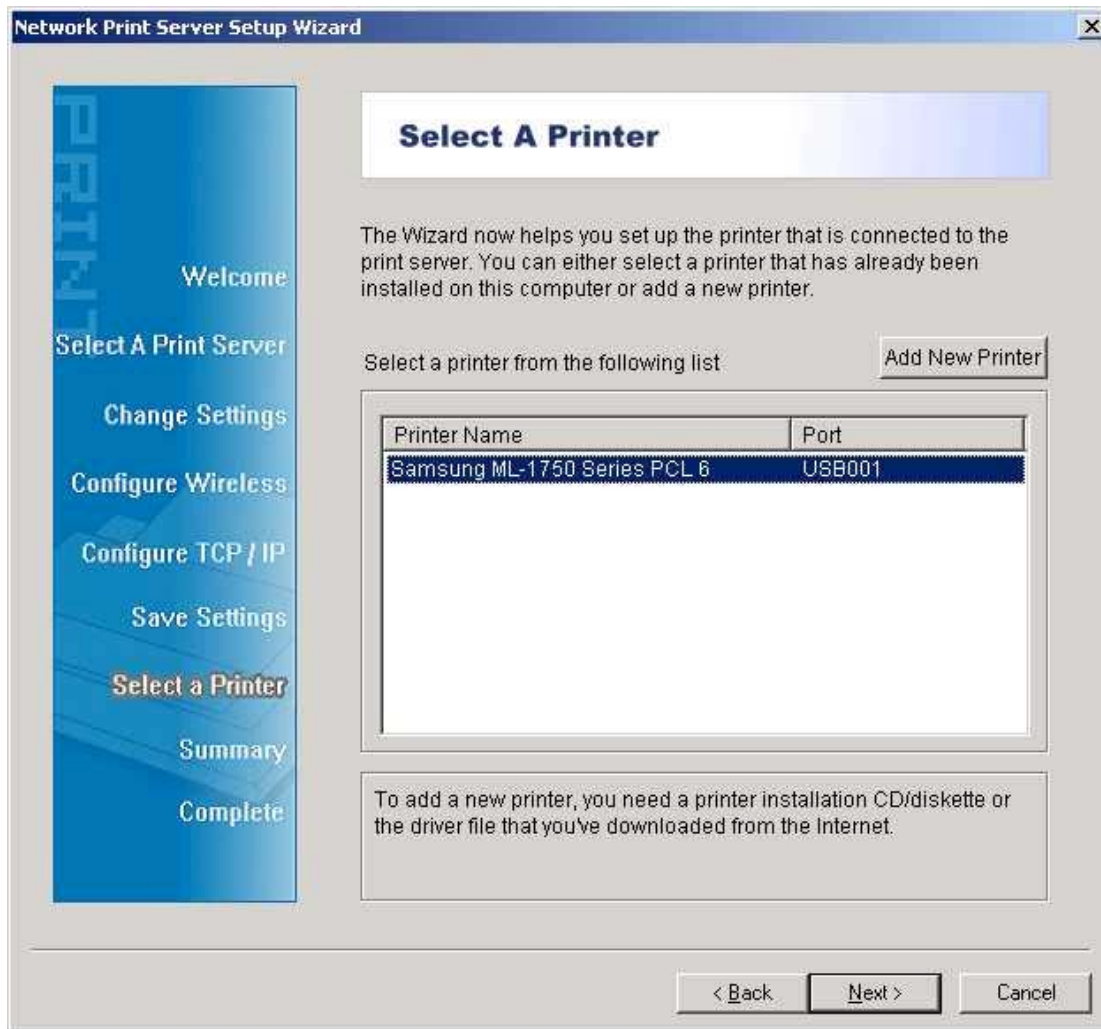 Network Print Server Setup Wizard
PRINT
Welcome
Select A Print Server
Change Settings
Configure Wireless
Configure TCP / IP
Save Settings
Select a Printer
Summary
Complete
Select A Printer
The Wizard now helps you set up the printer that is connected to the
print server. You can either select a printer that has already been
installed on this computer or add a new printer.
Select a printer from the following list
Add New Printer
Printer Name Port
Samsung ML-1750 Series PCL 6 USB001
To add a new printer, you need a printer installation CD/diskette or
the driver file that you've downloaded from the Internet.
< Back Next > Cancel